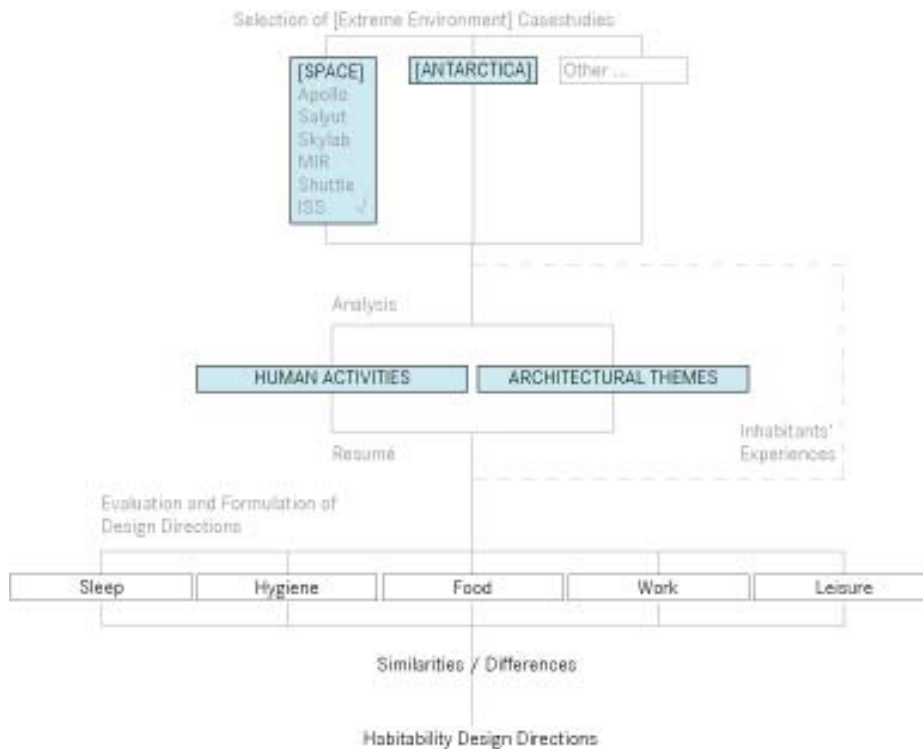 Selection of [Extreme Environment] Casestudies
[SPACE]
Apollo
Salyut
Skylab
MIR
Shuttle
ISS √
[ANTARCTICA]
Other ...
Analysis
HUMAN ACTIVITIES
ARCHITECTURAL THEMES
Inhabitants'
Experiences
Resumé
Evaluation and Formulation of
Design Directions
Sleep
Hygiene
Food
Work
Leisure
Similarities / Differences
Habitability Design Directions